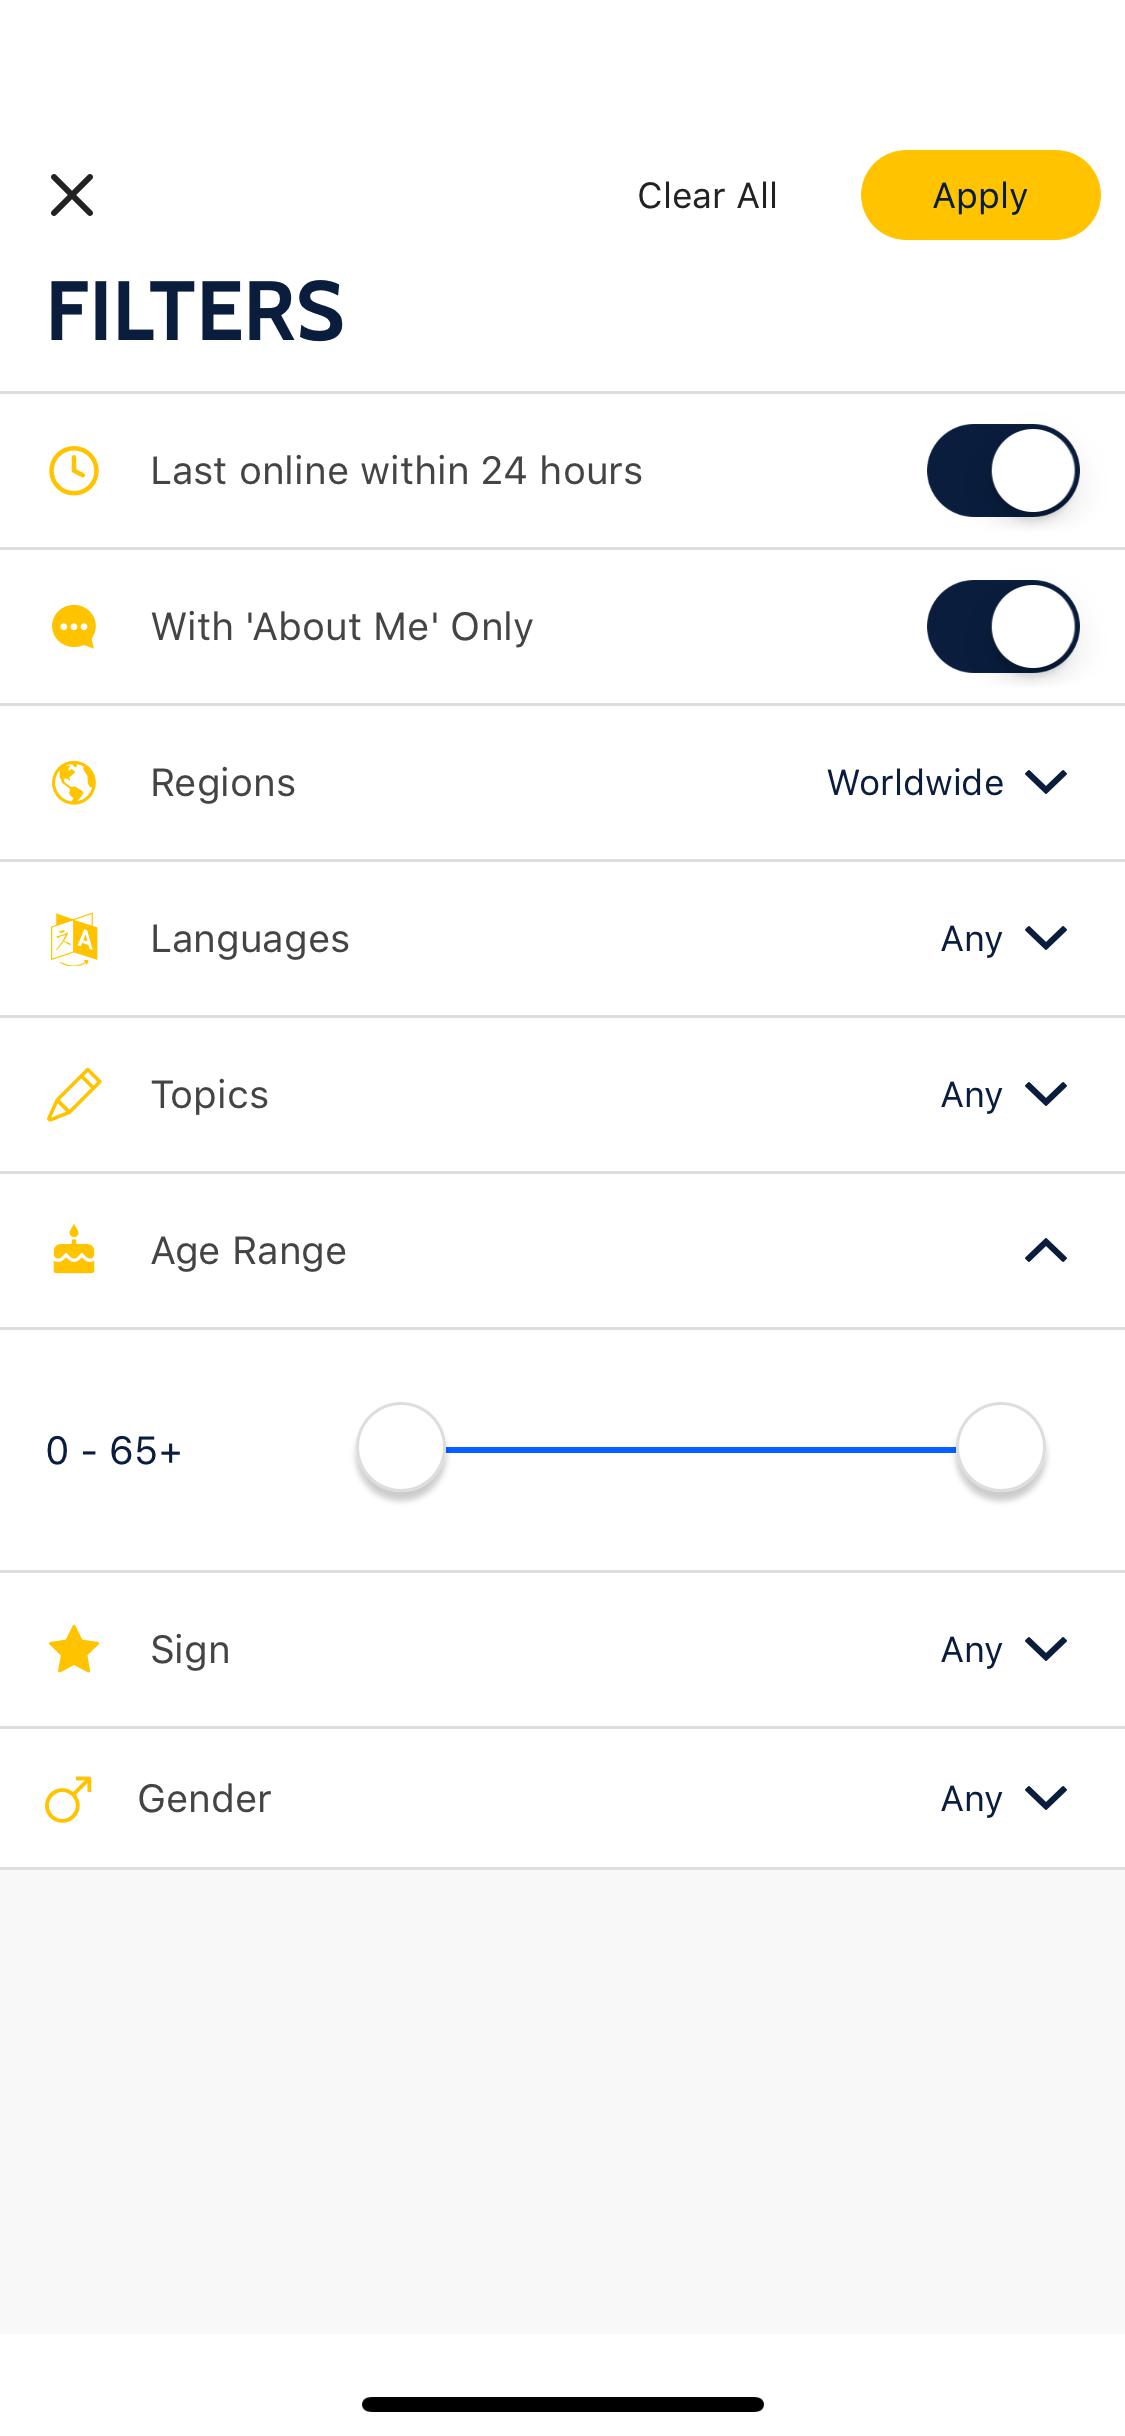 Clear All
Apply
FILTERS
Last online within 24 hours
With 'About Me' Only
Regions
Worldwide
Languages
Any
Topics
Any
Age Range
0 - 65+
Sign
Any
Gender
Any